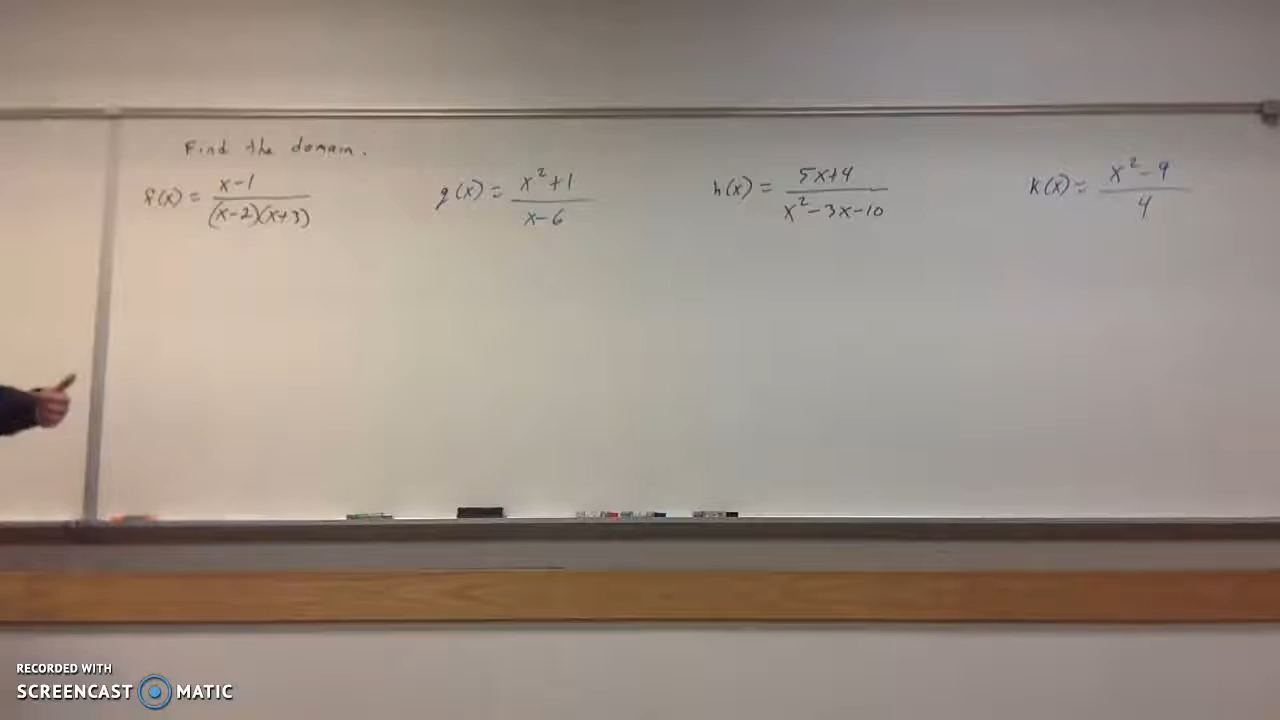 Find the domain.
f(x) = x-1 / (x-2)(x+3)
g(x) = x²+1 / x-6
h(x) = 5x+4 / x²-3x-10
k(x) = x²-9 / 4
RECORDED WITH
SCREENCAST MATIC